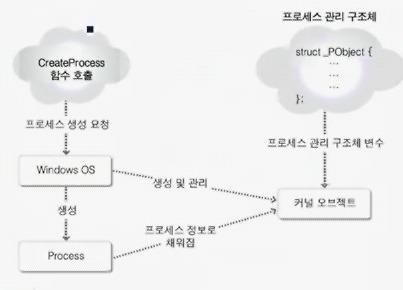 프로세스 관리 구조체
CreateProcess
함수 호출
struct _PObject {
...
...
...
};
프로세스 생성 요청
프로세스 관리 구조체 변수
Windows OS
생성 및 관리
커널 오브젝트
생성
프로세스 정보로
채워짐
Process